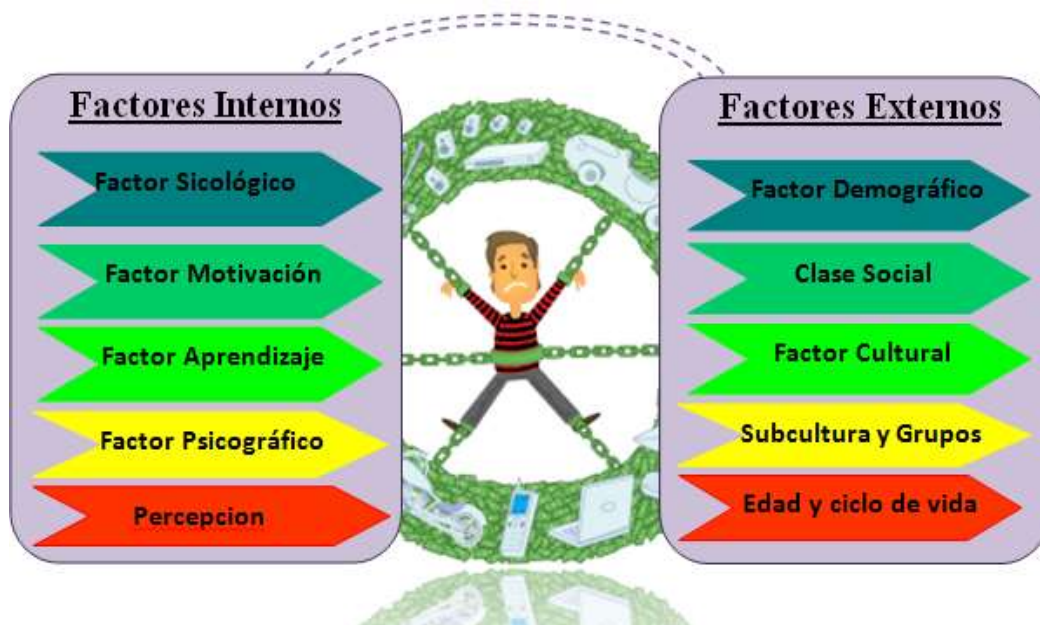 Factores Internos
Factor Sicológico
Factor Motivación
Factor Aprendizaje
Factor Psicográfico
Percepcion
Factores Externos
Factor Demográfico
Clase Social
Factor Cultural
Subcultura y Grupos
Edad y ciclo de vida